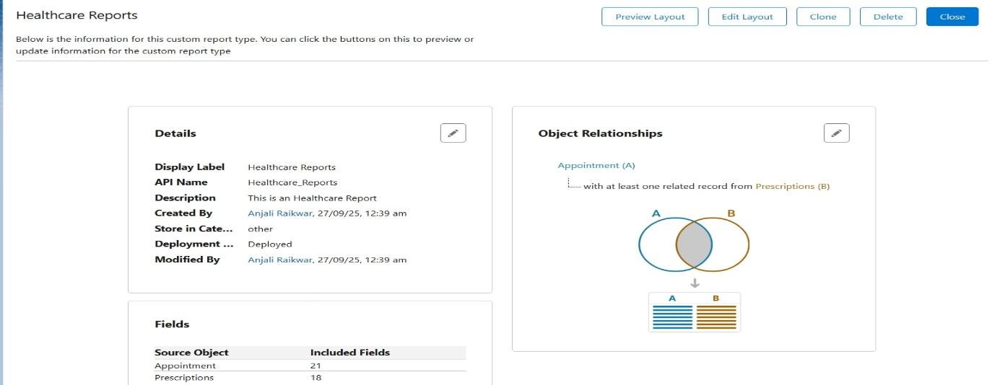 Healthcare Reports
Preview Layout Edit Layout Clone Delete Close
Below is the information for this custom report type. You can click the buttons on this to preview or
update information for the custom report type
Details
Display Label Healthcare Reports
API Name Healthcare_Reports
Description This is an Healthcare Report
Created By Anjali Raikwar, 27/09/25, 12:39 am
Store in Cate... other
Deployment ... Deployed
Modified By Anjali Raikwar, 27/09/25, 12:39 am
Object Relationships
Appointment (A)
with at least one related record from Prescriptions (B)
A B
A B
Fields
Source Object Included Fields
Appointment 21
Prescriptions 18